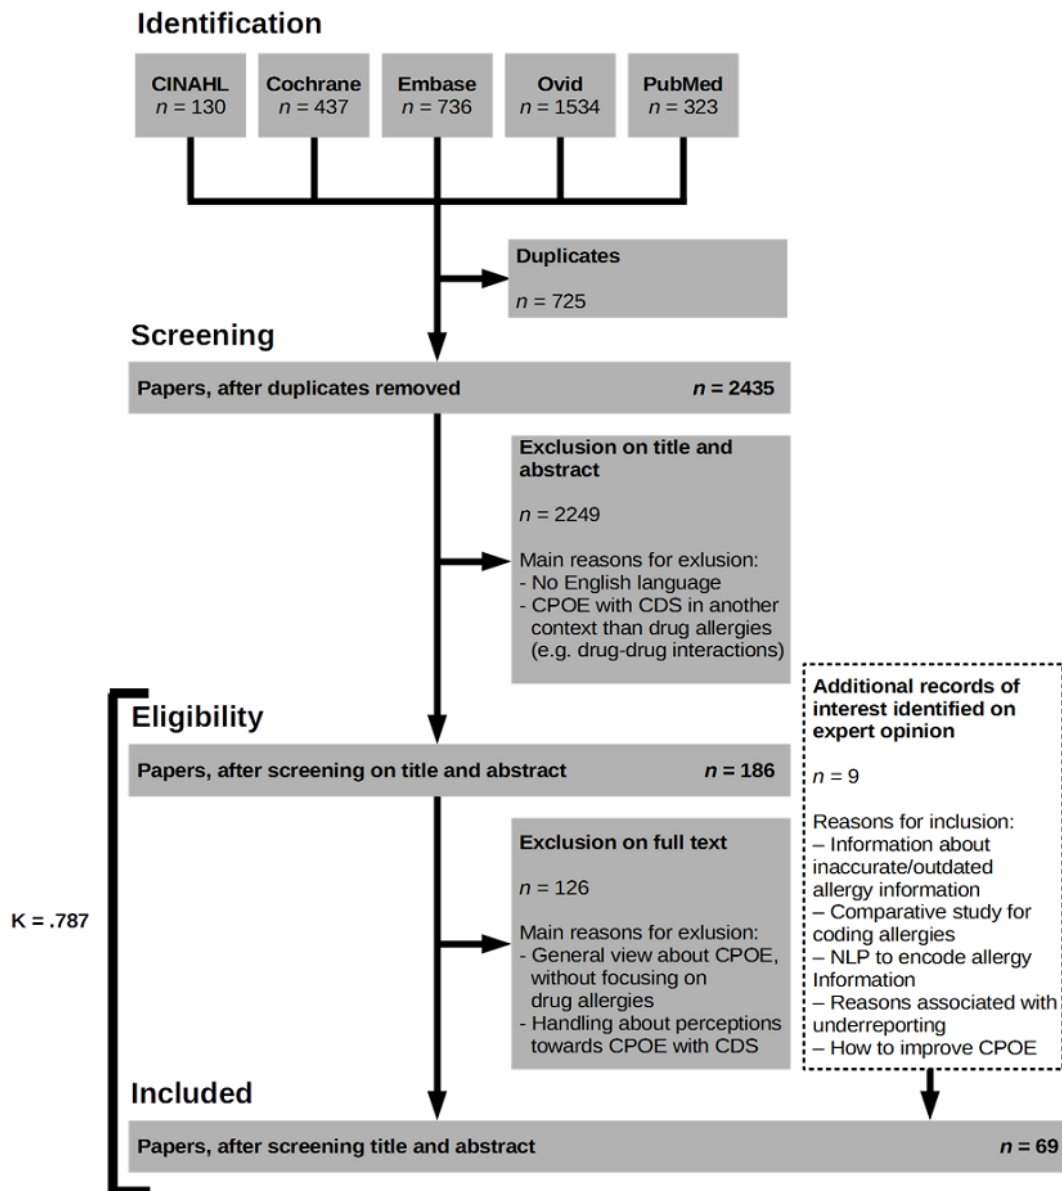 Identification
CINAHL
n = 130
Cochrane
n = 437
Embase
n = 736
Ovid
n = 1534
PubMed
n = 323
Duplicates
n = 725
Screening
Papers, after duplicates removed n = 2435
Exclusion on title and
abstract
n = 2249
Main reasons for exlusion:
- No English language
- CPOE with CDS in another
context than drug allergies
(e.g. drug-drug interactions)
Eligibility
Papers, after screening on title and abstract n = 186
Additional records of
interest identified on
expert opinion
n = 9
Reasons for inclusion:
– Information about
inaccurate/outdated
allergy information
– Comparative study for
coding allergies
– NLP to encode allergy
Information
– Reasons associated with
underreporting
– How to improve CPOE
Exclusion on full text
n = 126
Main reasons for exlusion:
- General view about CPOE,
without focusing on
drug allergies
- Handling about perceptions
towards CPOE with CDS
K = .787
Included
Papers, after screening title and abstract n = 69